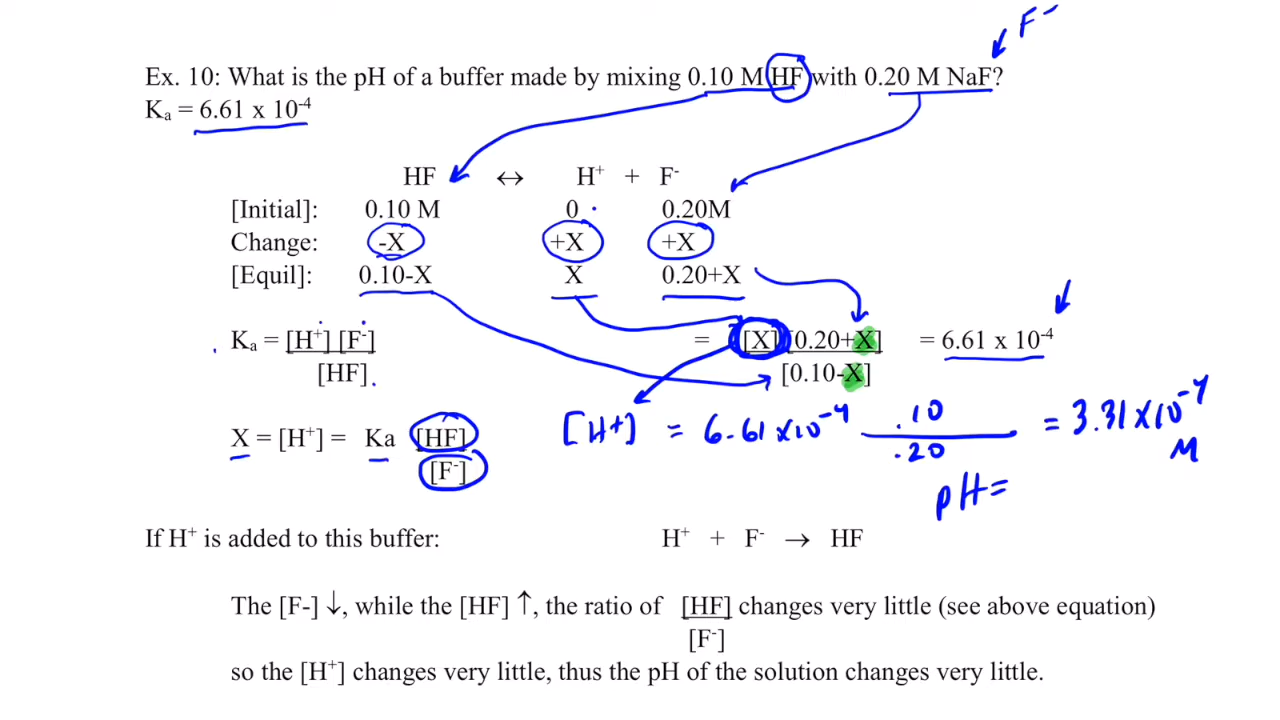 F-
Ex. 10: What is the pH of a buffer made by mixing 0.10 M HF with 0.20 M NaF?
Ka = 6.61 x 10-4
HF ↔ H+ + F-
[Initial]: 0.10 M 0 0.20M
Change: -X +X +X
[Equil]: 0.10-X X 0.20+X
Ka = [H+] [F-] = [X] [0.20+X] = 6.61 x 10-4
[HF] [0.10-X]
X = [H+] = Ka [HF] [H+] = 6.61×10-4 .10 = 3.31×10-4
[F-] .20 M
pH=
If H+ is added to this buffer: H+ + F- → HF
The [F-] ↓, while the [HF] ↑, the ratio of [HF] changes very little (see above equation)
[F-]
so the [H+] changes very little, thus the pH of the solution changes very little.